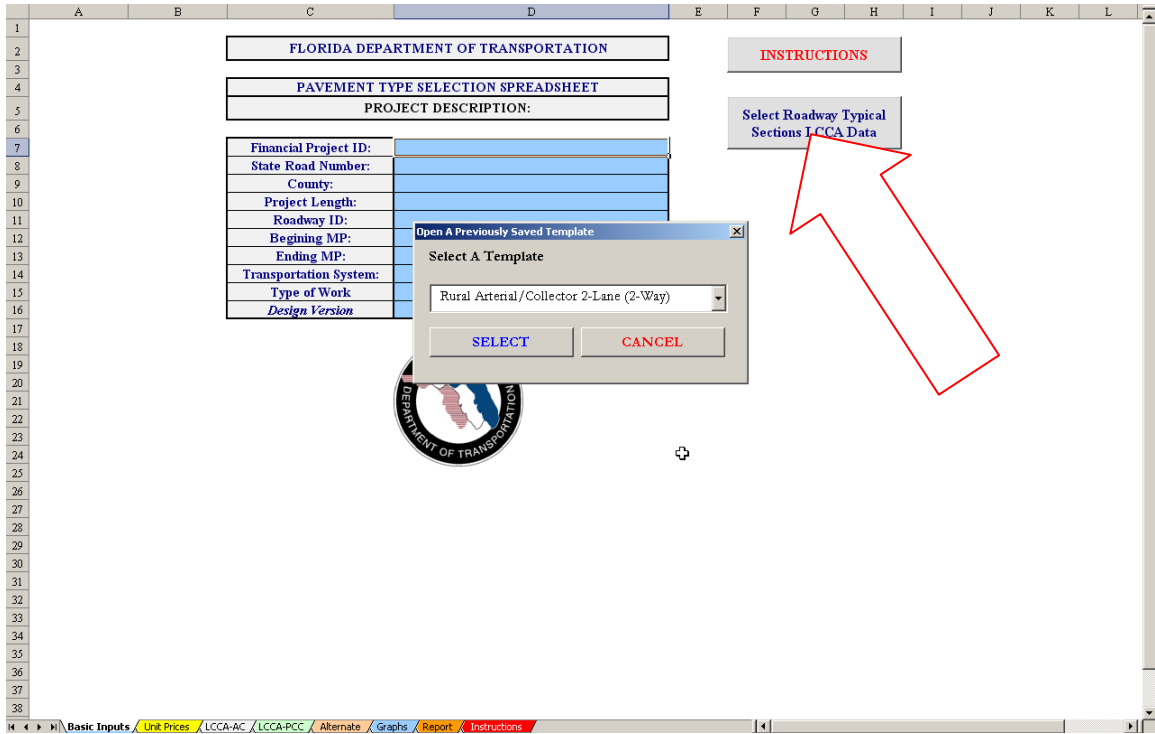 A B C D E F G H I J K L
1
2 FLORIDA DEPARTMENT OF TRANSPORTATION INSTRUCTIONS
3
4 PAVEMENT TYPE SELECTION SPREADSHEET
5 PROJECT DESCRIPTION: Select Roadway Typical
6 Sections LCCA Data
7 Financial Project ID:
8 State Road Number:
9 County:
10 Project Length:
11 Roadway ID:
Open A Previously Saved Template
12 Begining MP:
13 Ending MP: Select A Template
14 Transportation System:
15 Type of Work Rural Arterial/Collector 2-Lane (2-Way)
16 Design Version
17
18 SELECT CANCEL
19
20
21 DEPARTMENT OF TRANSPORTATION
22
23
24
25
26
27
28
29
30
31
32
33
34
35
36
37
38
Basic Inputs Unit Prices LCCA-AC LCCA-PCC Alternate Graphs Report Instructions